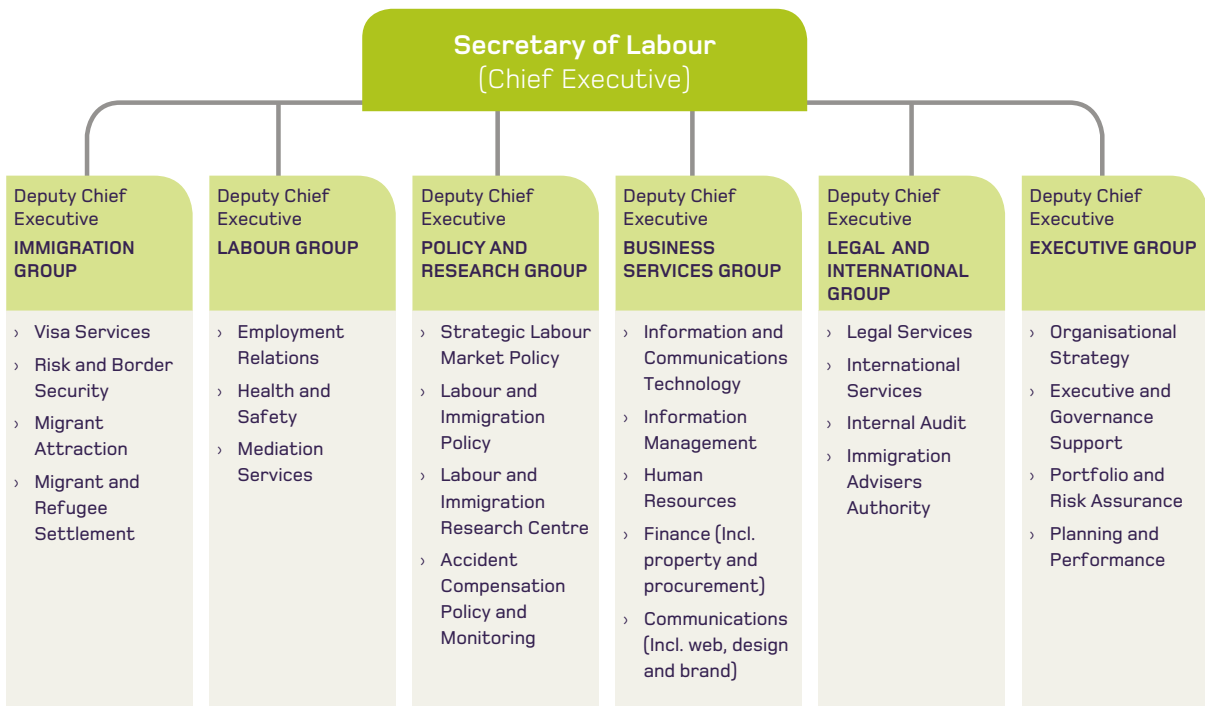 Secretary of Labour
(Chief Executive)
Deputy Chief
Executive
IMMIGRATION
GROUP
› Visa Services
› Risk and Border
Security
› Migrant
Attraction
› Migrant and
Refugee
Settlement
Deputy Chief
Executive
LABOUR GROUP
› Employment
Relations
› Health and
Safety
› Mediation
Services
Deputy Chief
Executive
POLICY AND
RESEARCH GROUP
› Strategic Labour
Market Policy
› Labour and
Immigration
Policy
› Labour and
Immigration
Research Centre
› Accident
Compensation
Policy and
Monitoring
Deputy Chief
Executive
BUSINESS
SERVICES GROUP
› Information and
Communications
Technology
› Information
Management
› Human
Resources
› Finance (Incl.
property and
procurement)
› Communications
(Incl. web, design
and brand)
Deputy Chief
Executive
LEGAL AND
INTERNATIONAL
GROUP
› Legal Services
› International
Services
› Internal Audit
› Immigration
Advisers
Authority
Deputy Chief
Executive
EXECUTIVE GROUP
› Organisational
Strategy
› Executive and
Governance
Support
› Portfolio and
Risk Assurance
› Planning and
Performance